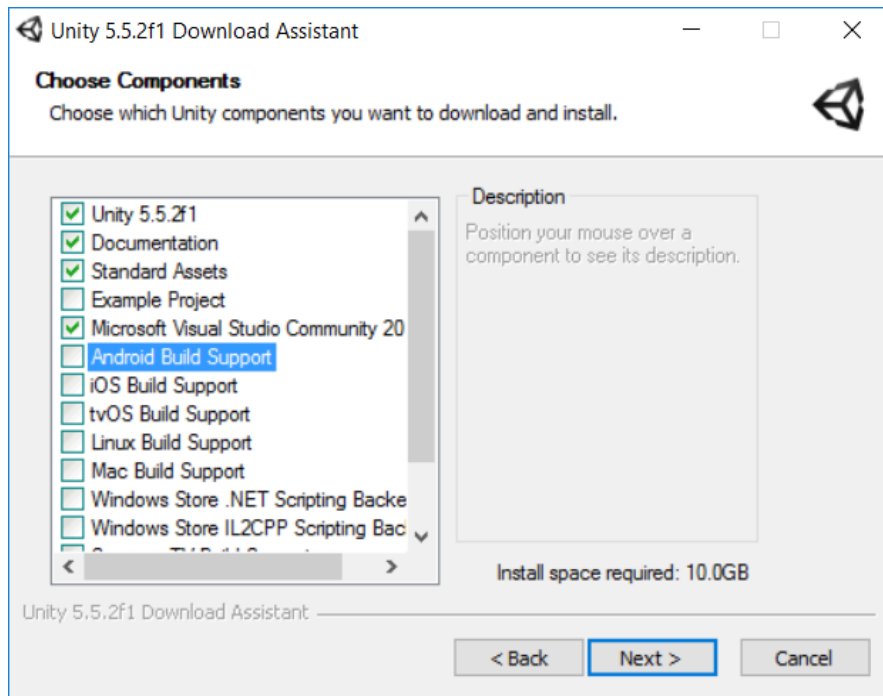 Unity 5.5.2f1 Download Assistant
Choose Components
Choose which Unity components you want to download and install.
Unity 5.5.2f1
Documentation
Standard Assets
Example Project
Microsoft Visual Studio Community 20
Android Build Support
iOS Build Support
tvOS Build Support
Linux Build Support
Mac Build Support
Windows Store .NET Scripting Backe
Windows Store IL2CPP Scripting Bac
Description
Position your mouse over a
component to see its description.
Install space required: 10.0GB
Unity 5.5.2f1 Download Assistant
< Back
Next >
Cancel